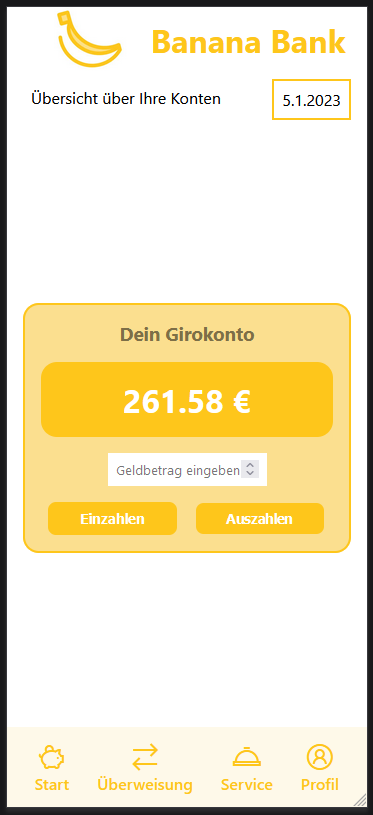 Banana Bank
Übersicht über Ihre Konten
5.1.2023
Dein Girokonto
261.58 €
Geldbetrag eingeben
Einzahlen
Auszahlen
Start
Überweisung
Service
Profil